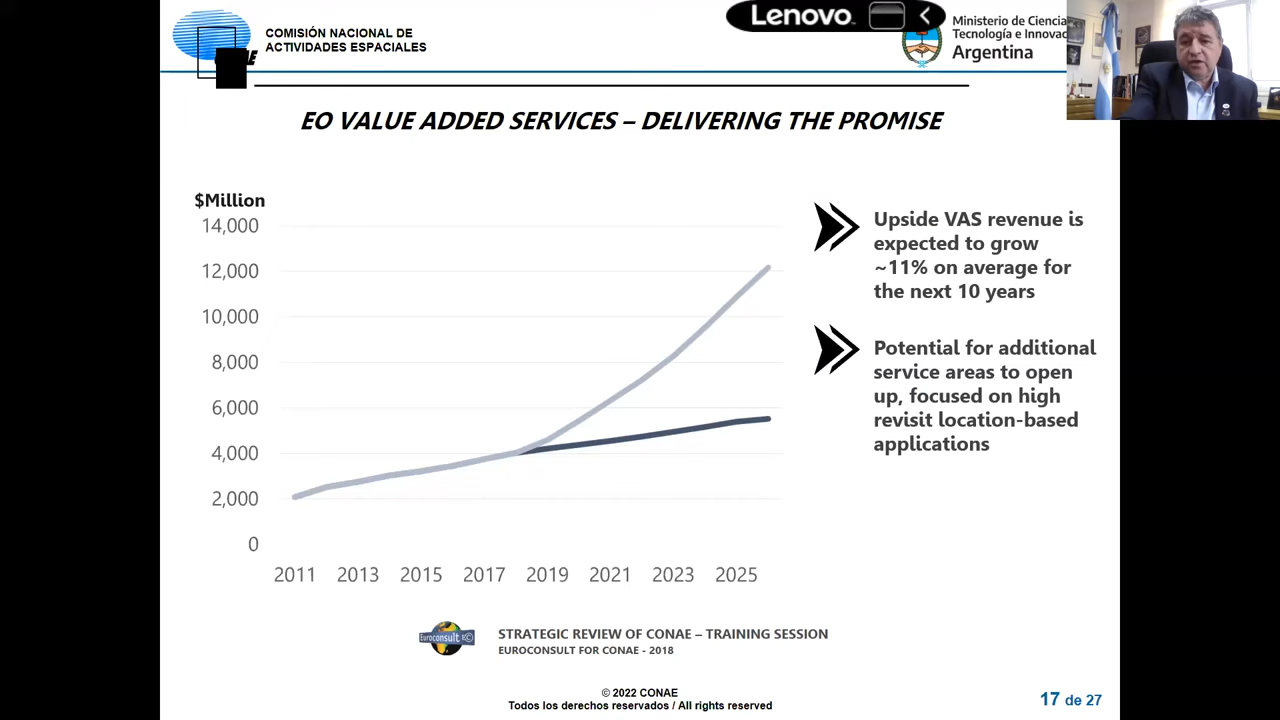 COMISIÓN NACIONAL DE
ACTIVIDADES ESPACIALES
Lenovo
Ministerio de Ciencia
Tecnología e Innovac
Argentina
EO VALUE ADDED SERVICES – DELIVERING THE PROMISE
$Million
14,000
12,000
10,000
8,000
6,000
4,000
2,000
0
2011 2013 2015 2017 2019 2021 2023 2025
Upside VAS revenue is
expected to grow
~11% on average for
the next 10 years
Potential for additional
service areas to open
up, focused on high
revisit location-based
applications
Euroconsult EC
STRATEGIC REVIEW OF CONAE – TRAINING SESSION
EUROCONSULT FOR CONAE - 2018
© 2022 CONAE
Todos los derechos reservados / All rights reserved
17 de 27